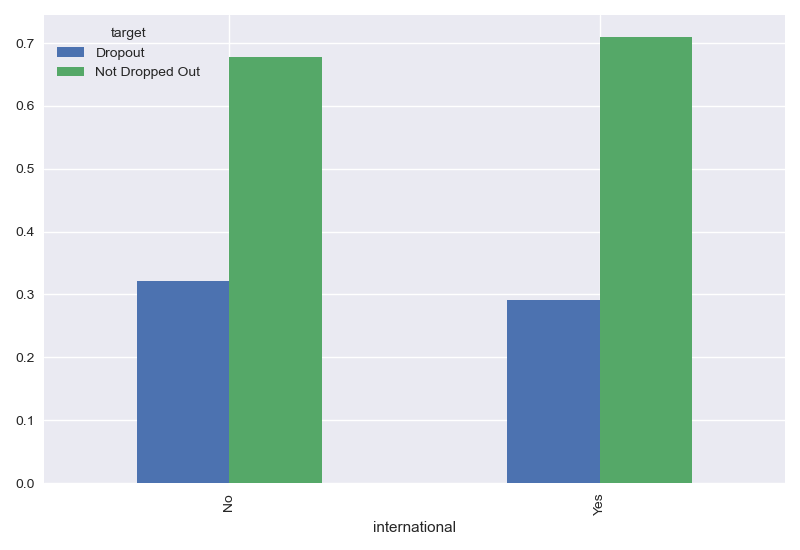 target
Dropout
Not Dropped Out
0.7
0.6
0.5
0.4
0.3
0.2
0.1
0.0
No
Yes
international